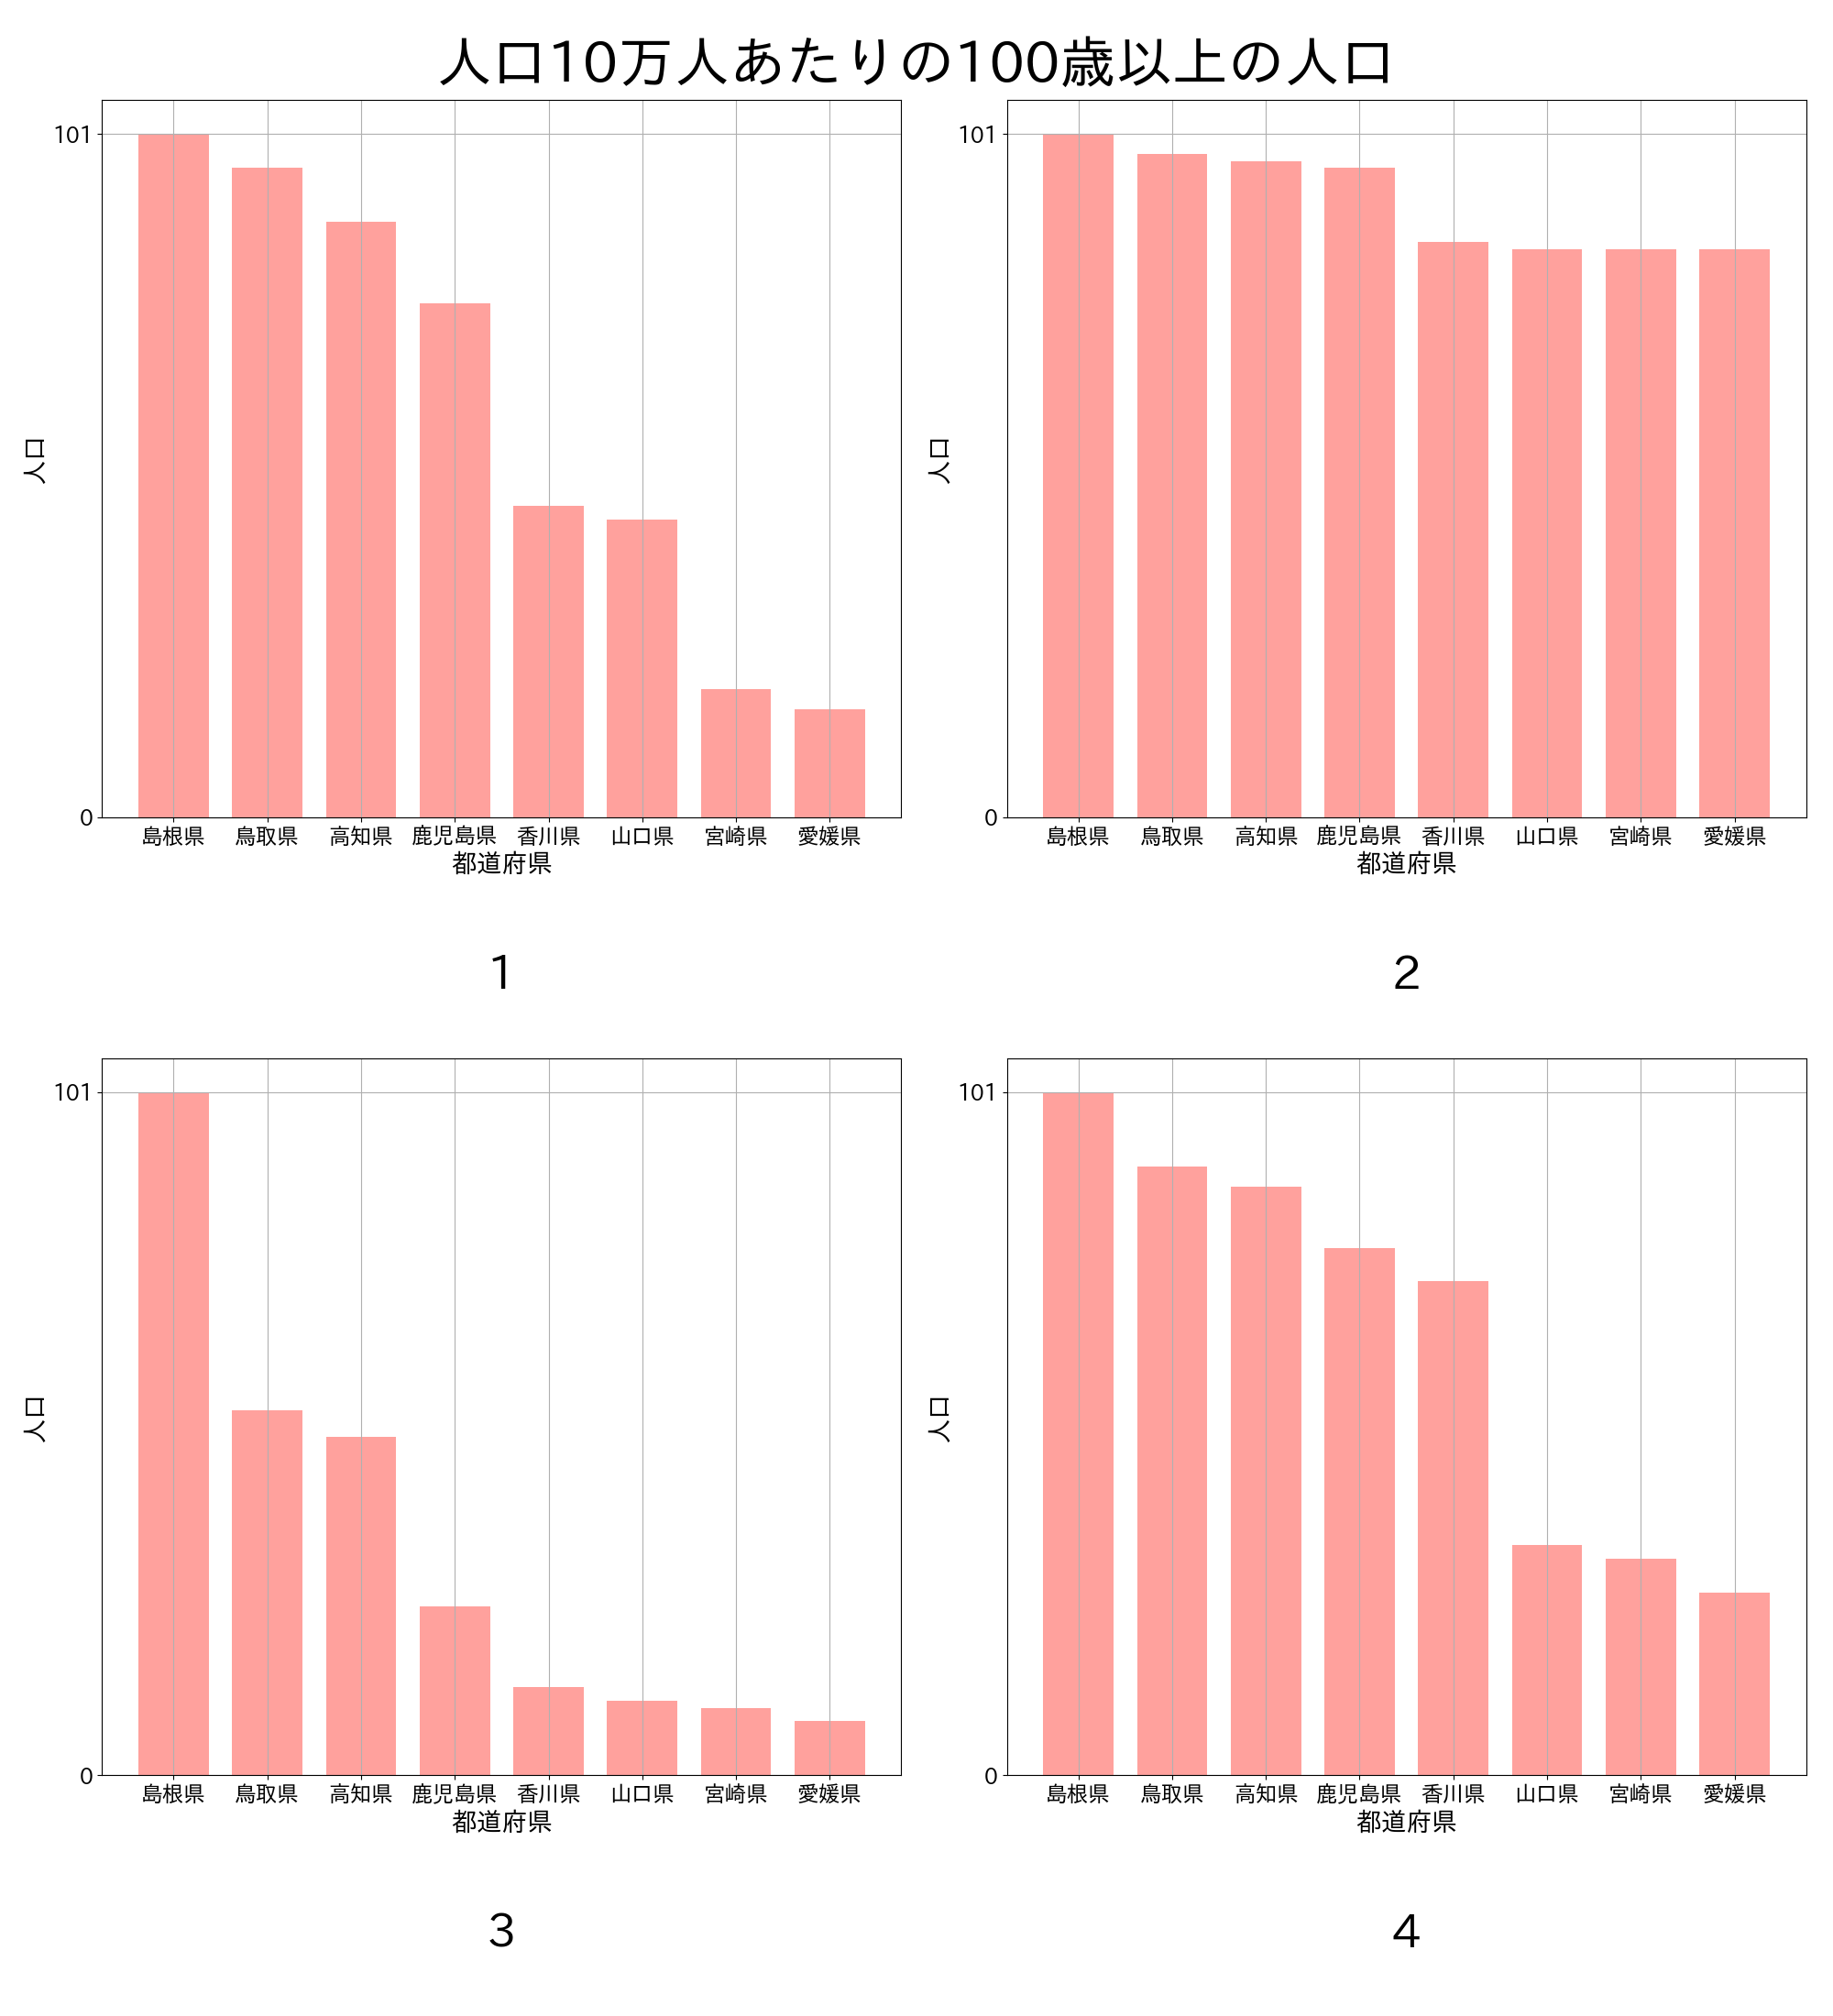 人口10万人あたりの100歳以上の人口
101
0
人口
島根県 鳥取県 高知県 鹿児島県 香川県 山口県 宮崎県 愛媛県
都道府県
1
101
0
人口
島根県 鳥取県 高知県 鹿児島県 香川県 山口県 宮崎県 愛媛県
都道府県
2
101
0
人口
島根県 鳥取県 高知県 鹿児島県 香川県 山口県 宮崎県 愛媛県
都道府県
3
101
0
人口
島根県 鳥取県 高知県 鹿児島県 香川県 山口県 宮崎県 愛媛県
都道府県
4